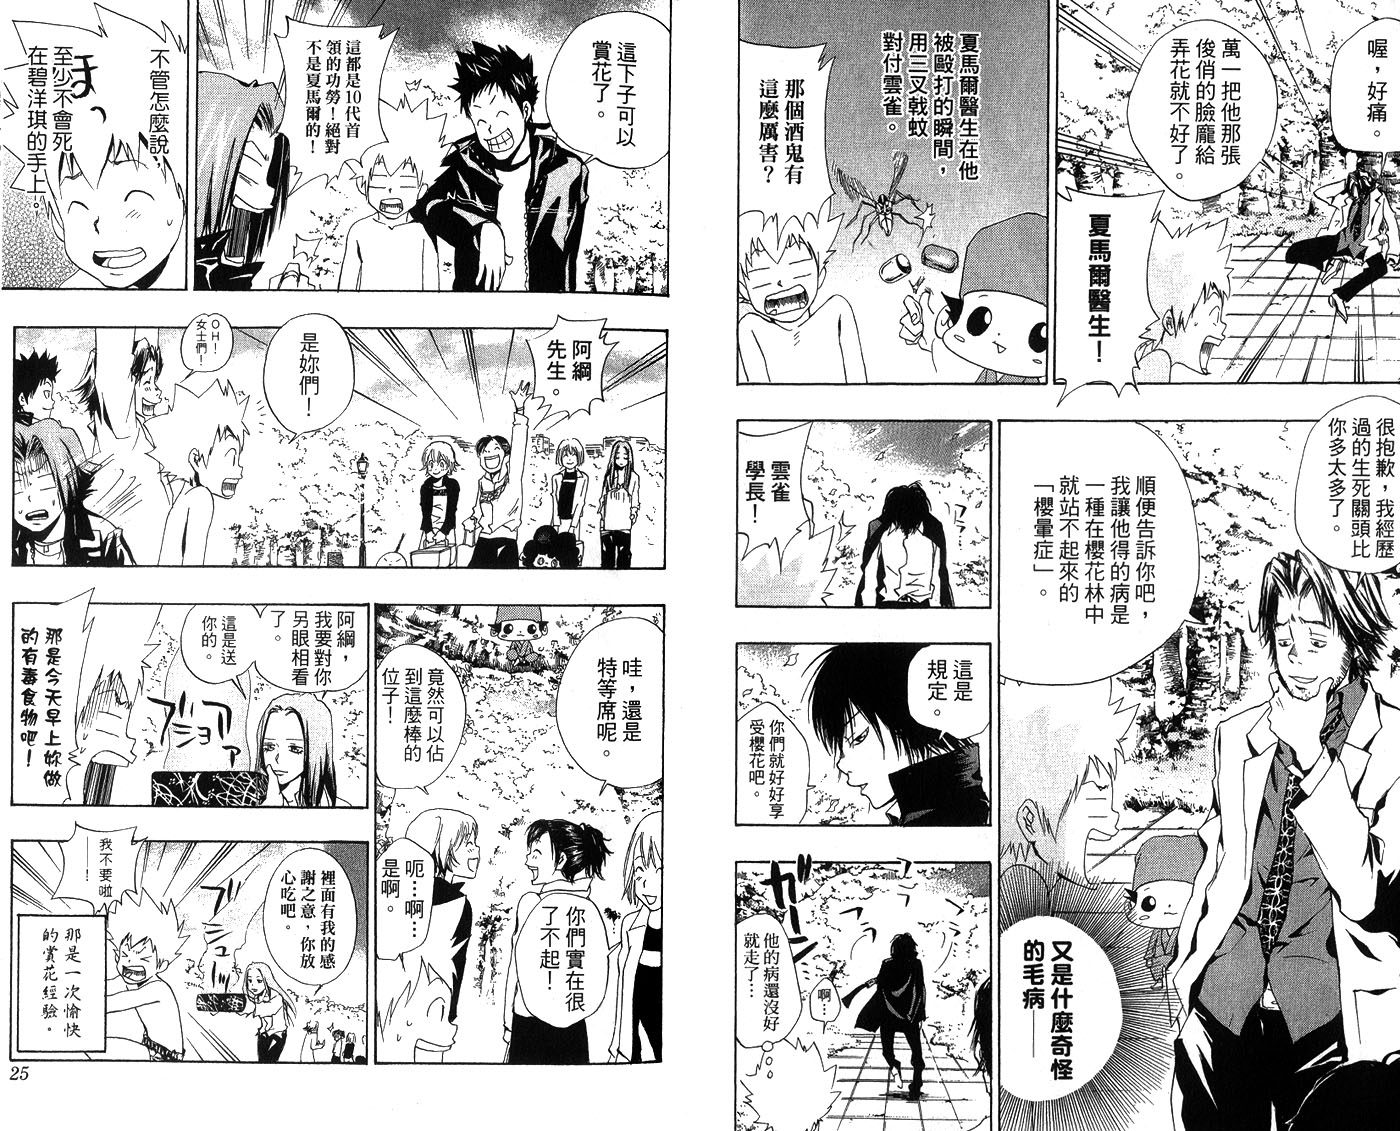 喔，好痛。
萬一把他那張
俊俏的臉龐給
弄花就不好了。
夏馬爾醫生！
夏馬爾醫生在他
被毆打的瞬間，
用三叉戟蚊
對付雲雀。
那個酒鬼有
這麼厲害？
很抱歉，我經歷
過的生死關頭比
你多太多了。
順便告訴你吧，
我讓他得的病是
一種在櫻花林中
就站不起來的
「櫻暈症」。
又是什麼奇怪
的毛病——
雲雀
學長！
這是
規定。
你們就好好享
受櫻花吧。
カ゛ーン
他的病還沒好
就走了…
啊…
這下子可以
賞花了。
這都是10代首
領的功勞！絕對
不是夏馬爾的！
不管怎麼說，
至少不會死
在碧洋琪的手上。
ほっ
阿綱
先生。
是妳們！
OH！
女士們！
哇，還是
特等席呢。
竟然可以佔
到這麼棒的
位子！
你們實在很
了不起！
呃…啊…
是啊。
阿綱，
我要對你
另眼相看
了。
這是送
你的。
アジョアァ
那是今天早上妳做
的有毒食物吧！
裡面有我的感
謝之意，你放
心吃吧。
我不要啦
——！
那是一次愉快
的賞花經驗。
25